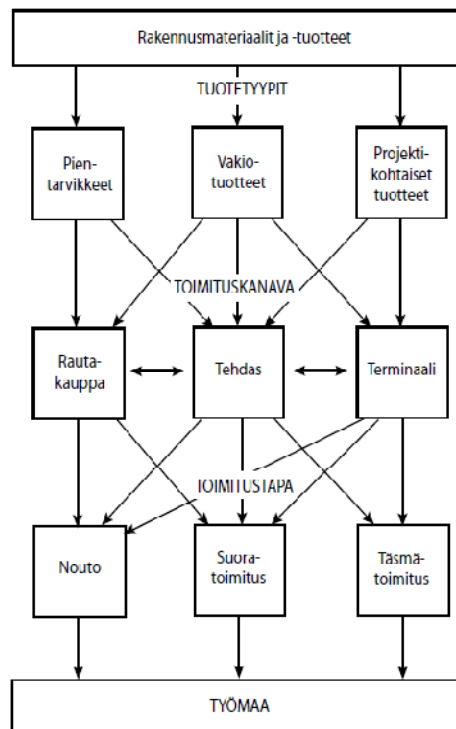 Rakennusmateriaalit ja -tuotteet
TUOTETYYPIT
Pien-
tarvikkeet
Vakio-
tuotteet
Projekti-
kohtaiset
tuotteet
TOIMITUSKANAVA
Rauta-
kauppa
Tehdas
Terminaali
TOIMITUSTAPA
Nouto
Suora-
toimitus
Täsmä-
toimitus
TYÖMAA